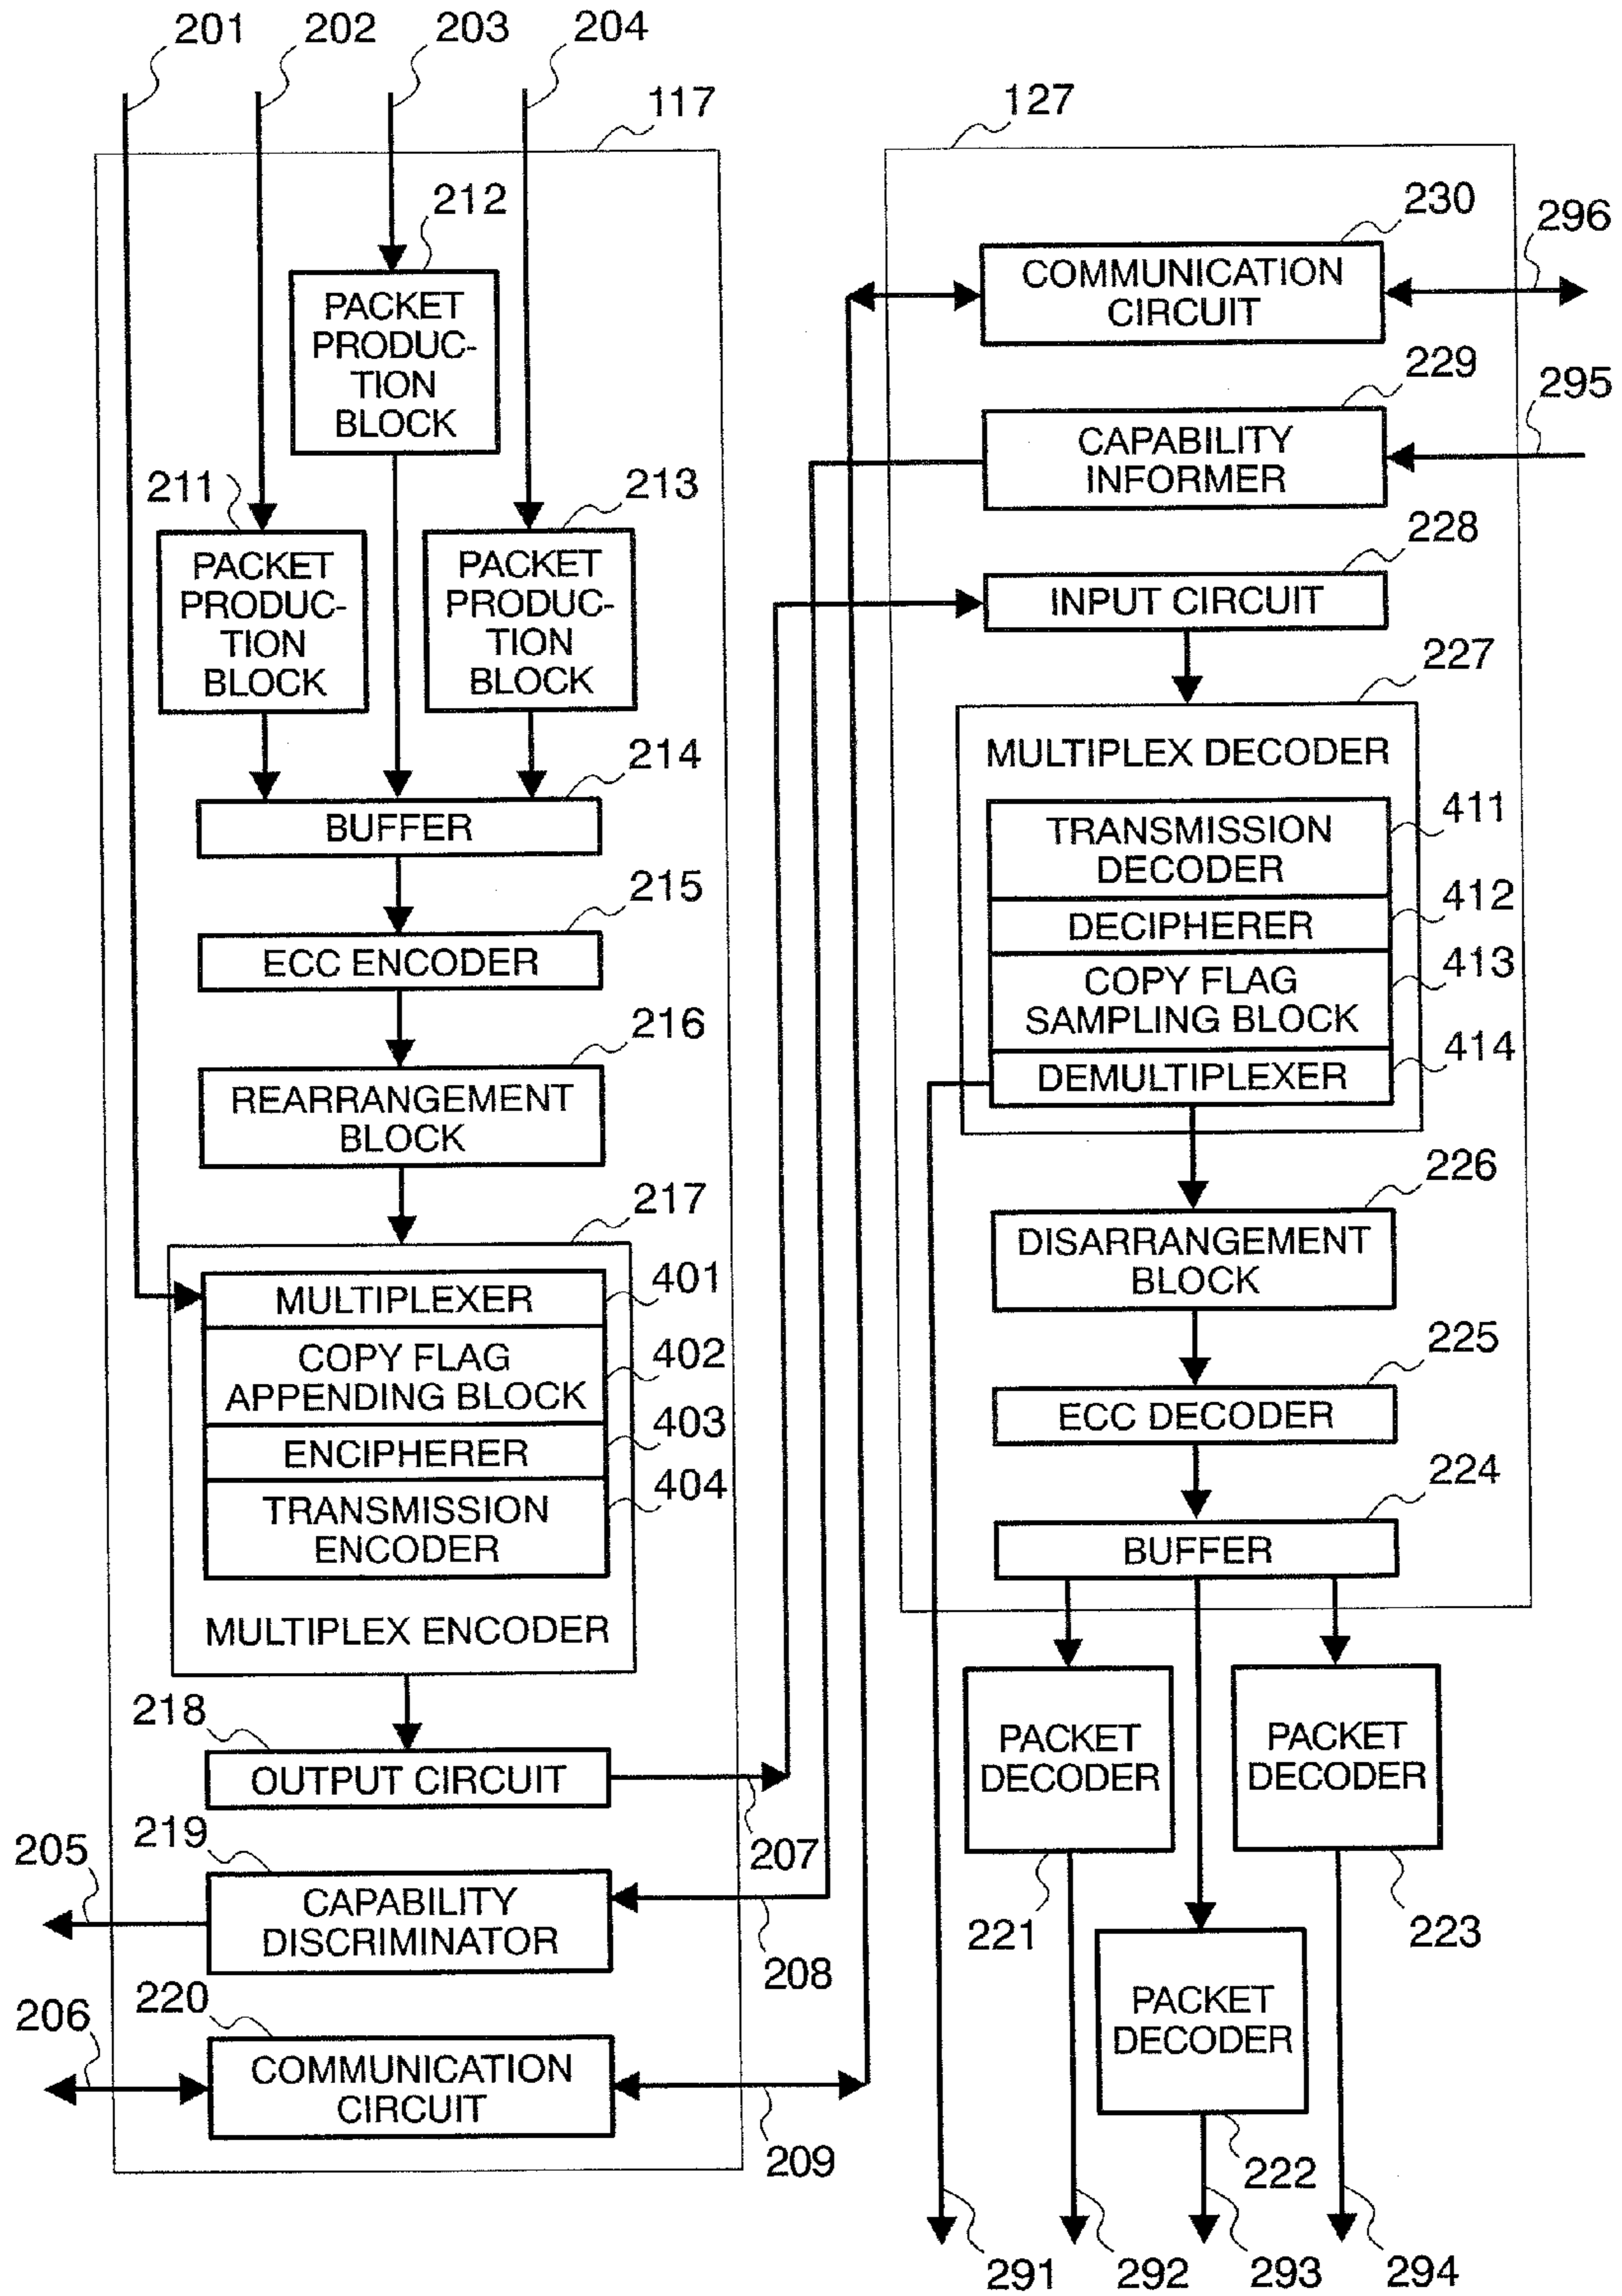 201
202
203
204
117
212
PACKET
PRODUC-
TION
BLOCK
211
PACKET
PRODUC-
TION
BLOCK
213
PACKET
PRODUC-
TION
BLOCK
214
BUFFER
215
ECC ENCODER
216
REARRANGEMENT
BLOCK
217
MULTIPLEXER
401
COPY FLAG
APPENDING BLOCK
402
ENCIPHERER
403
TRANSMISSION
ENCODER
404
MULTIPLEX ENCODER
218
OUTPUT CIRCUIT
207
219
205
CAPABILITY
DISCRIMINATOR
208
220
206
COMMUNICATION
CIRCUIT
209
127
230
COMMUNICATION
CIRCUIT
296
229
CAPABILITY
INFORMER
295
228
INPUT CIRCUIT
227
MULTIPLEX DECODER
TRANSMISSION
DECODER
411
DECIPHERER
412
COPY FLAG
SAMPLING BLOCK
413
DEMULTIPLEXER
414
226
DISARRANGEMENT
BLOCK
225
ECC DECODER
224
BUFFER
PACKET
DECODER
221
PACKET
DECODER
223
PACKET
DECODER
222
291
292
293
294